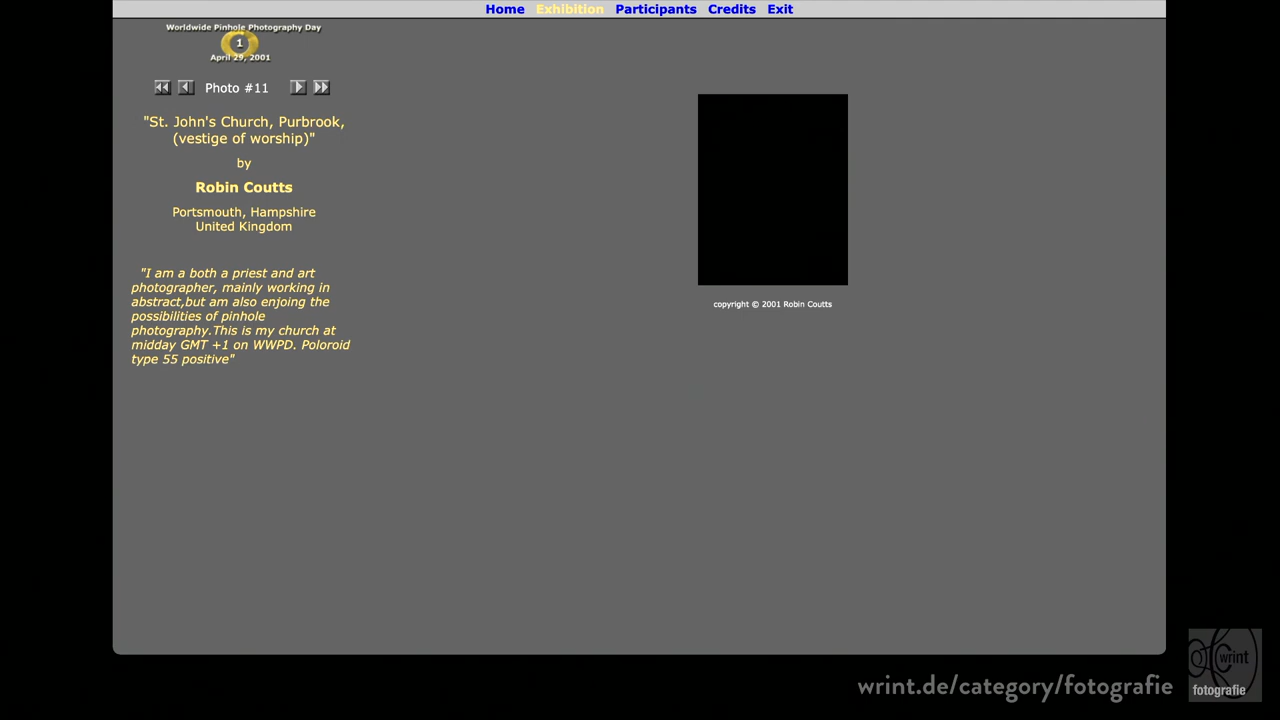 Home Exhibition Participants Credits Exit
Worldwide Pinhole Photography Day
1
April 29, 2001
Photo #11
"St. John's Church, Purbrook,
(vestige of worship)"
by
Robin Coutts
Portsmouth, Hampshire
United Kingdom
"I am a both a priest and art
photographer, mainly working in
abstract,but am also enjoing the
possibilities of pinhole
photography.This is my church at
midday GMT +1 on WWPD. Poloroid
type 55 positive"
copyright © 2001 Robin Coutts
wrint.de/category/fotografie
wrint
fotografie